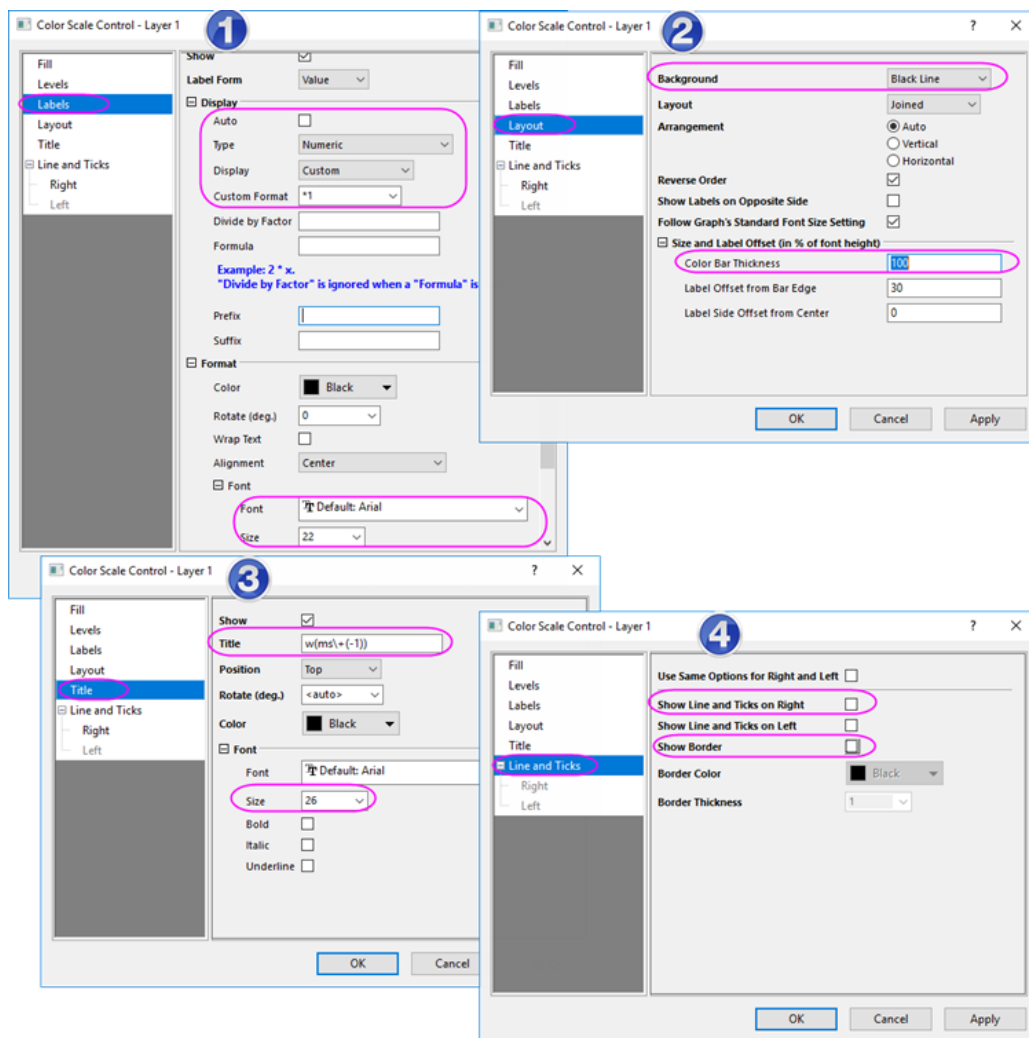 Color Scale Control - Layer 1
1
Fill
Levels
Labels
Layout
Title
Line and Ticks
Right
Left
Show
Label Form Value
Display
Auto
Type Numeric
Display Custom
Custom Format *1
Divide by Factor
Formula
Example: 2 * x.
"Divide by Factor" is ignored when a "Formula" is
Prefix
Suffix
Format
Color Black
Rotate (deg.) 0
Wrap Text
Alignment Center
Font
Font Default: Arial
Size 22
Color Scale Control - Layer 1
2
Fill
Levels
Labels
Layout
Title
Line and Ticks
Right
Left
Background Black Line
Layout Joined
Arrangement Auto
Vertical
Horizontal
Reverse Order
Show Labels on Opposite Side
Follow Graph's Standard Font Size Setting
Size and Label Offset (in % of font height)
Color Bar Thickness 100
Label Offset from Bar Edge 30
Label Side Offset from Center 0
OK Cancel Apply
Color Scale Control - Layer 1
3
Fill
Levels
Labels
Layout
Title
Line and Ticks
Right
Left
Show
Title w(ms\+(-1))
Position Top
Rotate (deg.) <auto>
Color Black
Font
Font Default: Arial
Size 26
Bold
Italic
Underline
OK Cancel
Color Scale Control - Layer 1
4
Fill
Levels
Labels
Layout
Title
Line and Ticks
Right
Left
Use Same Options for Right and Left
Show Line and Ticks on Right
Show Line and Ticks on Left
Show Border
Border Color Black
Border Thickness 1
OK Cancel Apply